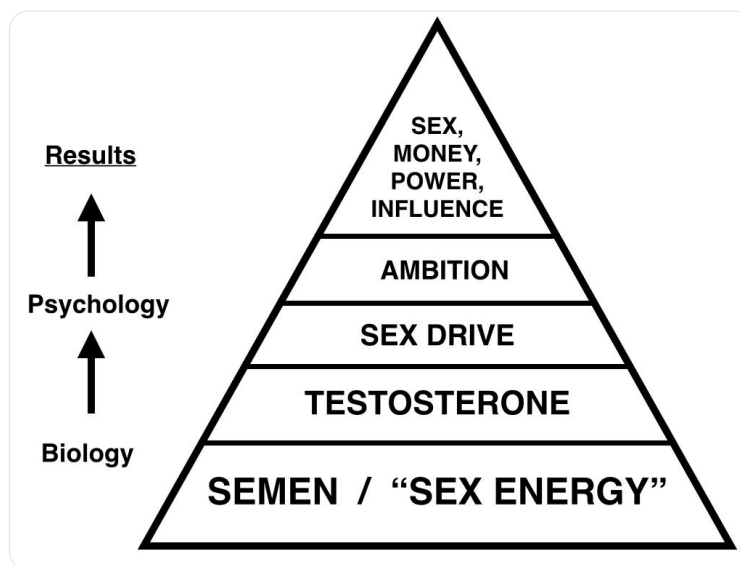 Results
Psychology
Biology
SEX,
MONEY,
POWER,
INFLUENCE
AMBITION
SEX DRIVE
TESTOSTERONE
SEMEN / “SEX ENERGY”